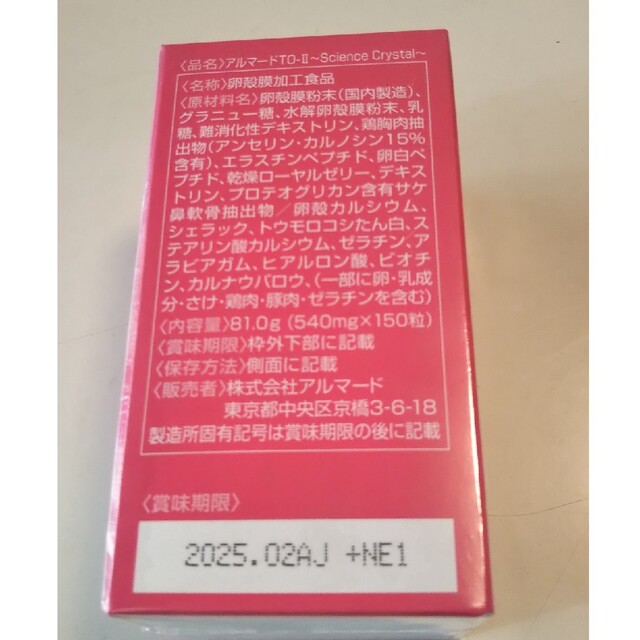 〈品名〉アルマードTO-Ⅱ～Science Crystal～
〈名称〉卵殻膜加工食品
〈原材料名〉卵殻膜粉末(国内製造)、
グラニュー糖、水解卵殻膜粉末、乳
糖、難消化性デキストリン、鶏胸肉抽
出物(アンセリン・カルノシン15%
含有)、エラスチンペプチド、卵白ペ
プチド、乾燥ローヤルゼリー、デキス
トリン、プロテオグリカン含有サケ
鼻軟骨抽出物／卵殻カルシウム、
シェラック、トウモロコシたん白、ス
テアリン酸カルシウム、ゼラチン、ア
ラビアガム、ヒアルロン酸、ビオチ
ン、カルナウバロウ、(一部に卵・乳成
分・さけ・鶏肉・豚肉・ゼラチンを含む)
〈内容量〉81.0g (540mg×150粒)
〈賞味期限〉枠外下部に記載
〈保存方法〉側面に記載
〈販売者〉株式会社アルマード
東京都中央区京橋3-6-18
製造所固有記号は賞味期限の後に記載
〈賞味期限〉
2025.02AJ +NE1